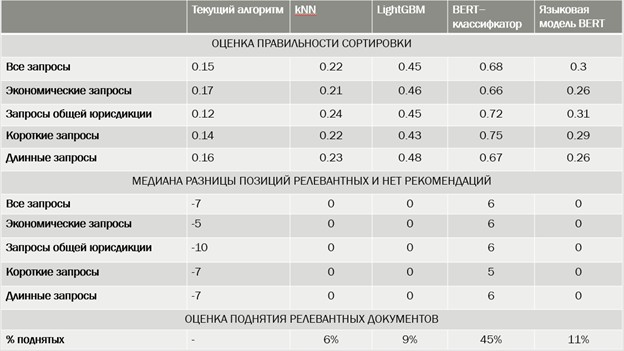 Текущий алгоритм kNN LightGBM BERT– Языковая
классифкатор модель BERT
ОЦЕНКА ПРАВИЛЬНОСТИ СОРТИРОВКИ
Все запросы 0.15 0.22 0.45 0.68 0.3
Экономические запросы 0.17 0.21 0.46 0.66 0.26
Запросы общей юрисдикции 0.12 0.24 0.45 0.72 0.31
Короткие запросы 0.14 0.22 0.43 0.75 0.29
Длинные запросы 0.16 0.23 0.48 0.67 0.26
МЕДИАНА РАЗНИЦЫ ПОЗИЦИЙ РЕЛЕВАНТНЫХ И НЕТ РЕКОМЕНДАЦИЙ
Все запросы -7 0 0 6 0
Экономические запросы -5 0 0 6 0
Запросы общей юрисдикции -10 0 0 6 0
Короткие запросы -7 0 0 5 0
Длинные запросы -7 0 0 6 0
ОЦЕНКА ПОДНЯТИЯ РЕЛЕВАНТНЫХ ДОКУМЕНТОВ
% поднятых - 6% 9% 45% 11%